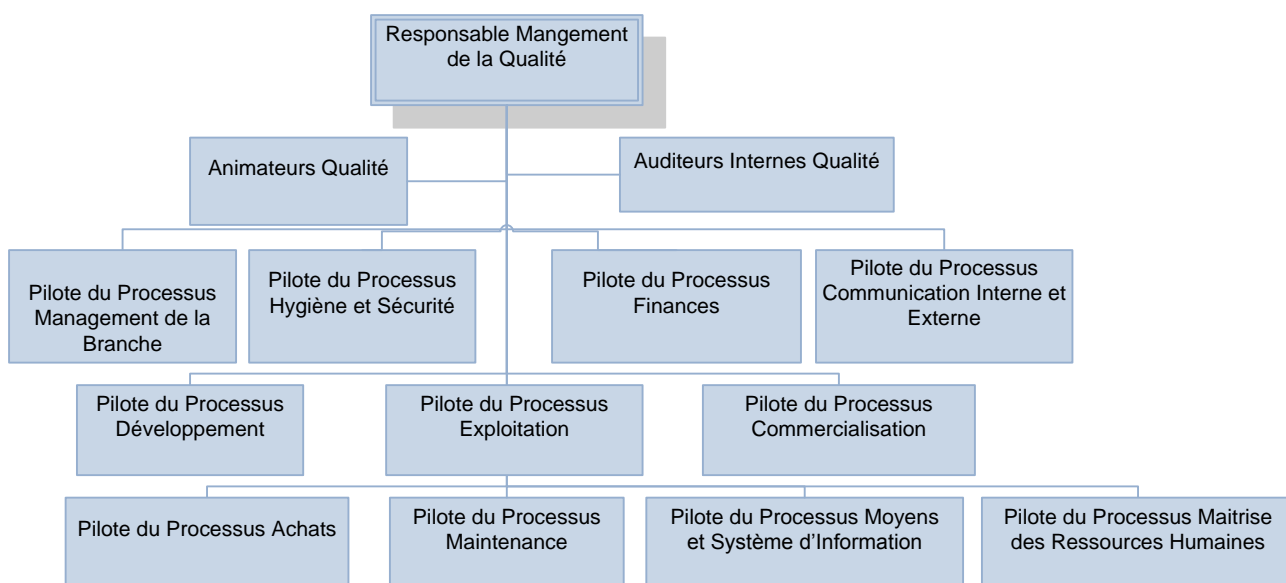 Responsable Mangement
de la Qualité
Animateurs Qualité
Auditeurs Internes Qualité
Pilote du Processus
Management de la
Branche
Pilote du Processus
Hygiène et Sécurité
Pilote du Processus
Finances
Pilote du Processus
Communication Interne et
Externe
Pilote du Processus
Développement
Pilote du Processus
Exploitation
Pilote du Processus
Commercialisation
Pilote du Processus Achats
Pilote du Processus
Maintenance
Pilote du Processus Moyens
et Système d’Information
Pilote du Processus Maitrise
des Ressources Humaines